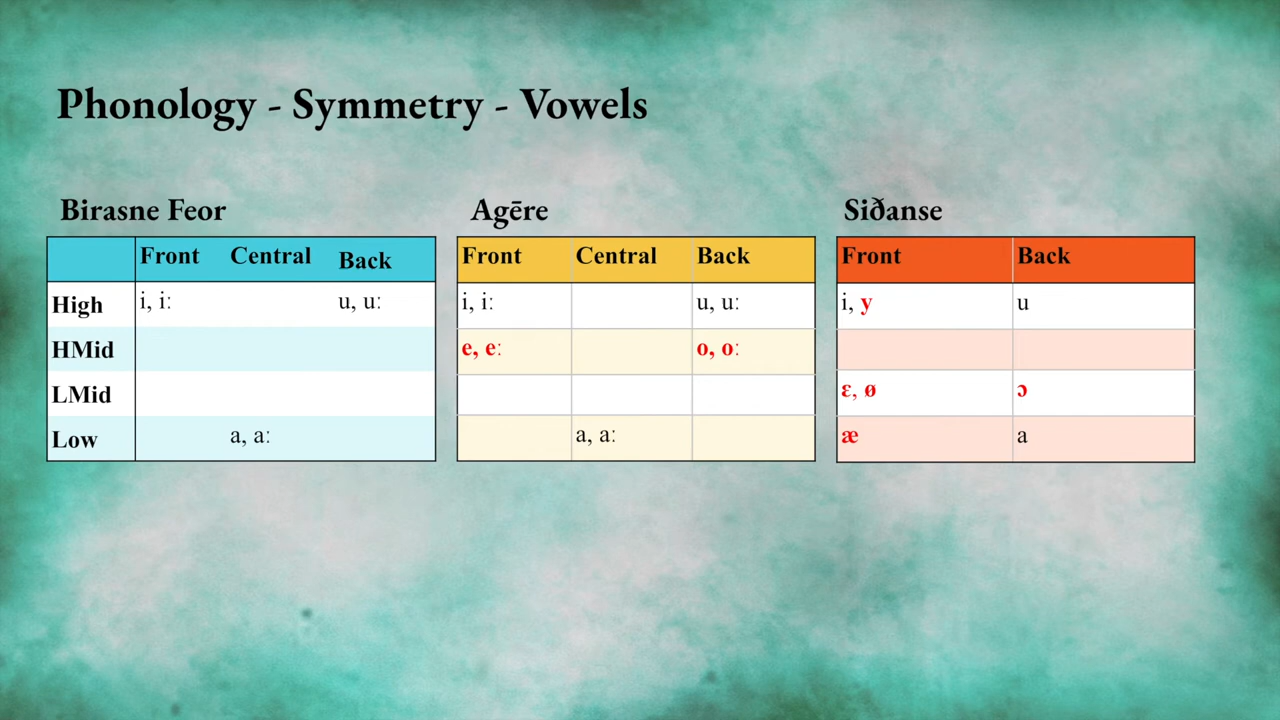 Phonology - Symmetry - Vowels
Birasne Feor
Front Central Back
High i, iː u, uː
HMid
LMid
Low a, aː
Agēre
Front Central Back
i, iː u, uː
e, eː o, oː
a, aː
Siðanse
Front Back
i, y u
ɛ, ø ɔ
æ a